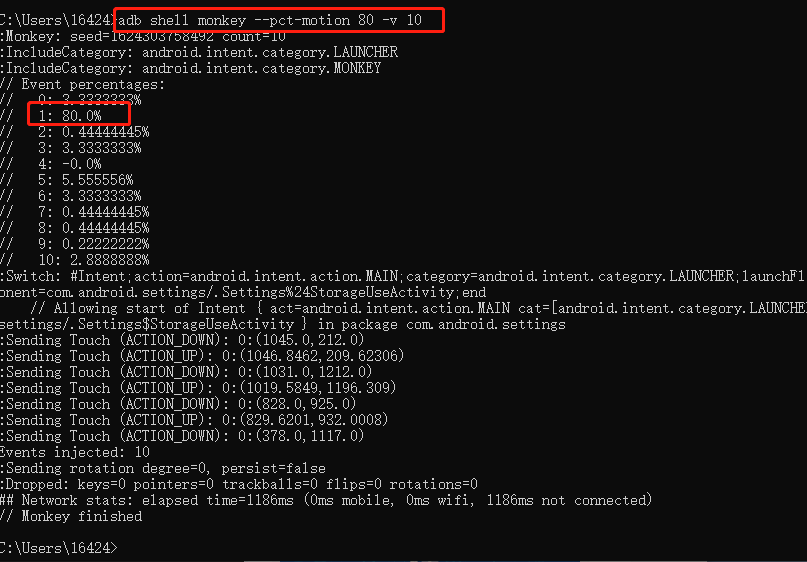 C:\Users\16424>adb shell monkey --pct-motion 80 -v 10
:Monkey: seed=1624303758492 count=10
:IncludeCategory: android.intent.category.LAUNCHER
:IncludeCategory: android.intent.category.MONKEY
// Event percentages:
//   0: 3.3333333%
//   1: 80.0%
//   2: 0.44444445%
//   3: 3.3333333%
//   4: -0.0%
//   5: 5.555556%
//   6: 3.3333333%
//   7: 0.44444445%
//   8: 0.44444445%
//   9: 0.22222222%
//   10: 2.8888888%
:Switch: #Intent;action=android.intent.action.MAIN;category=android.intent.category.LAUNCHER;launchFl
onent=com.android.settings/.Settings%24StorageUseActivity;end
    // Allowing start of Intent { act=android.intent.action.MAIN cat=[android.intent.category.LAUNCHER
settings/.Settings$StorageUseActivity } in package com.android.settings
:Sending Touch (ACTION_DOWN): 0:(1045.0,212.0)
:Sending Touch (ACTION_UP): 0:(1046.8462,209.62306)
:Sending Touch (ACTION_DOWN): 0:(1031.0,1212.0)
:Sending Touch (ACTION_UP): 0:(1019.5849,1196.309)
:Sending Touch (ACTION_DOWN): 0:(828.0,925.0)
:Sending Touch (ACTION_UP): 0:(829.6201,932.0008)
:Sending Touch (ACTION_DOWN): 0:(378.0,1117.0)
Events injected: 10
:Sending rotation degree=0, persist=false
:Dropped: keys=0 pointers=0 trackballs=0 flips=0 rotations=0
## Network stats: elapsed time=1186ms (0ms mobile, 0ms wifi, 1186ms not connected)
// Monkey finished
C:\Users\16424>